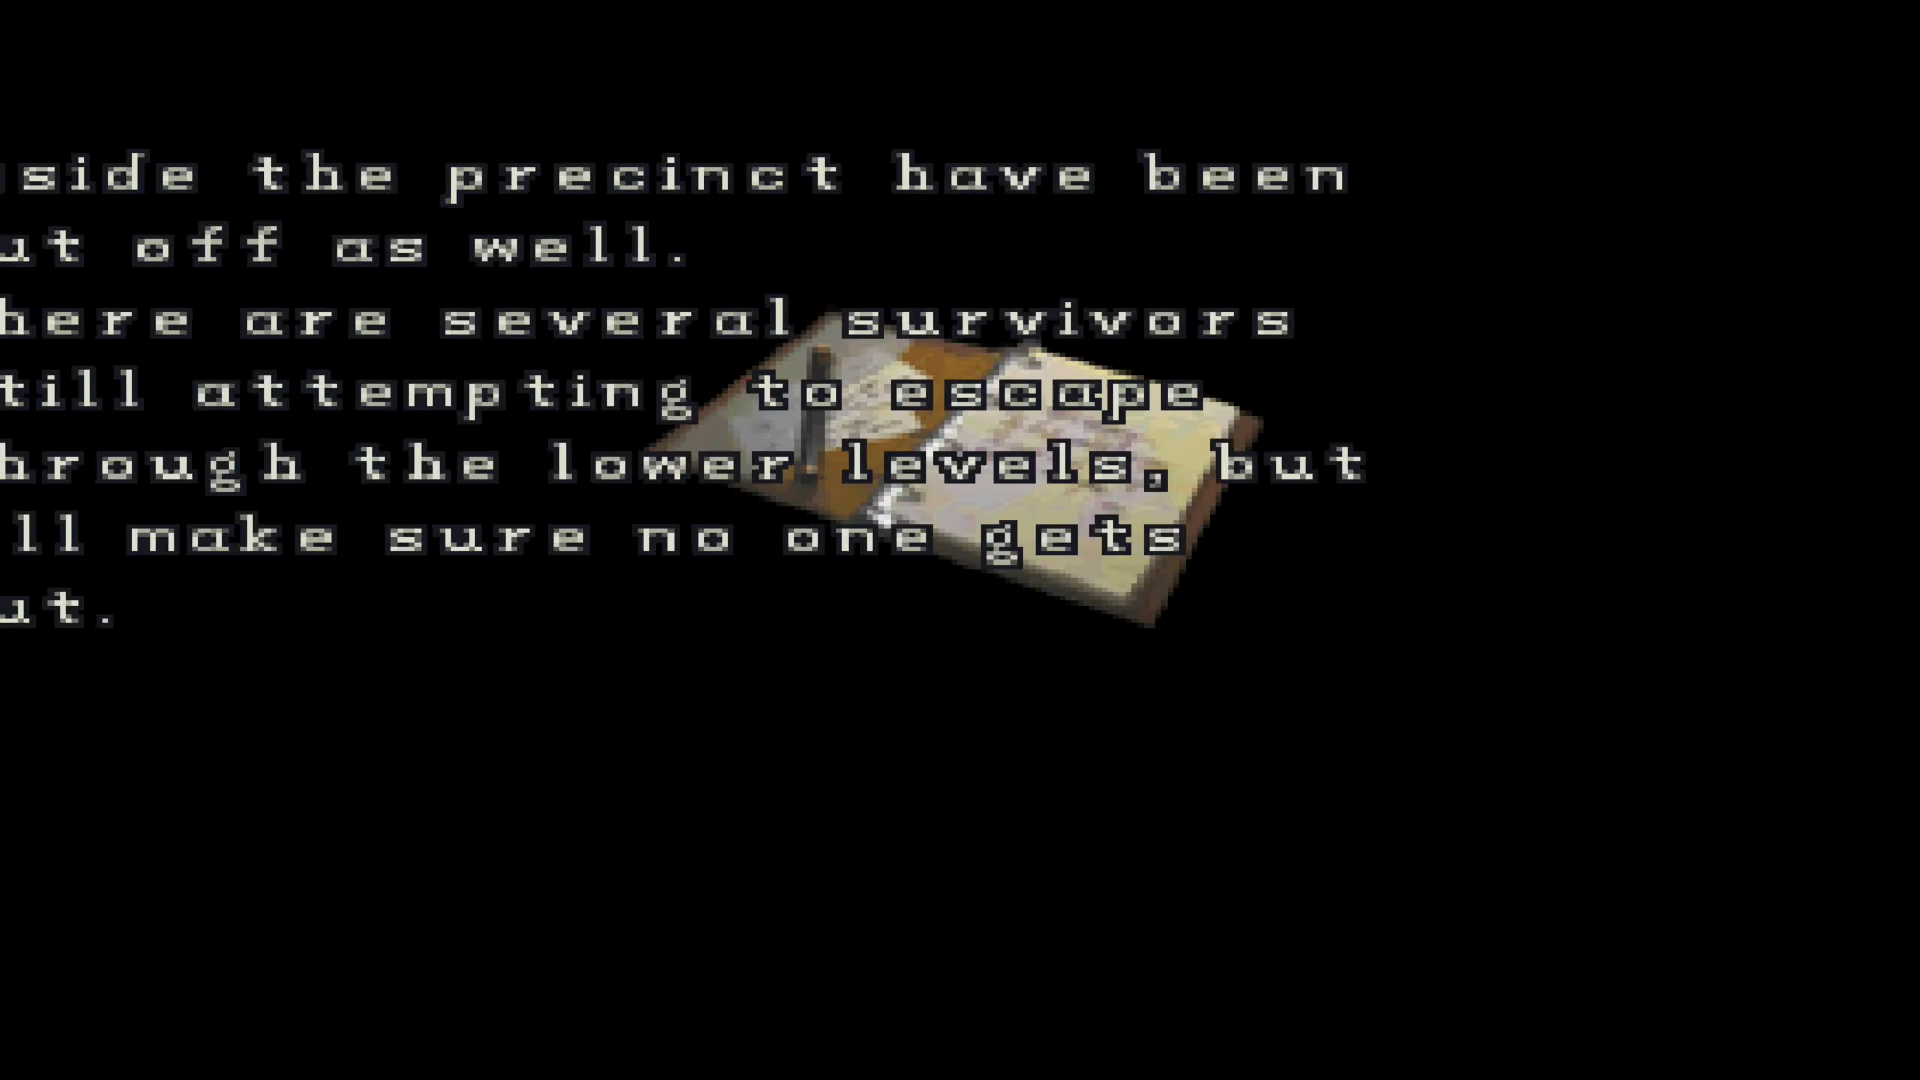 side the precinct have been
ut off as well.
here are several survivors
till attempting to escape
hrough the lower levels, but
'll make sure no one gets
ut.